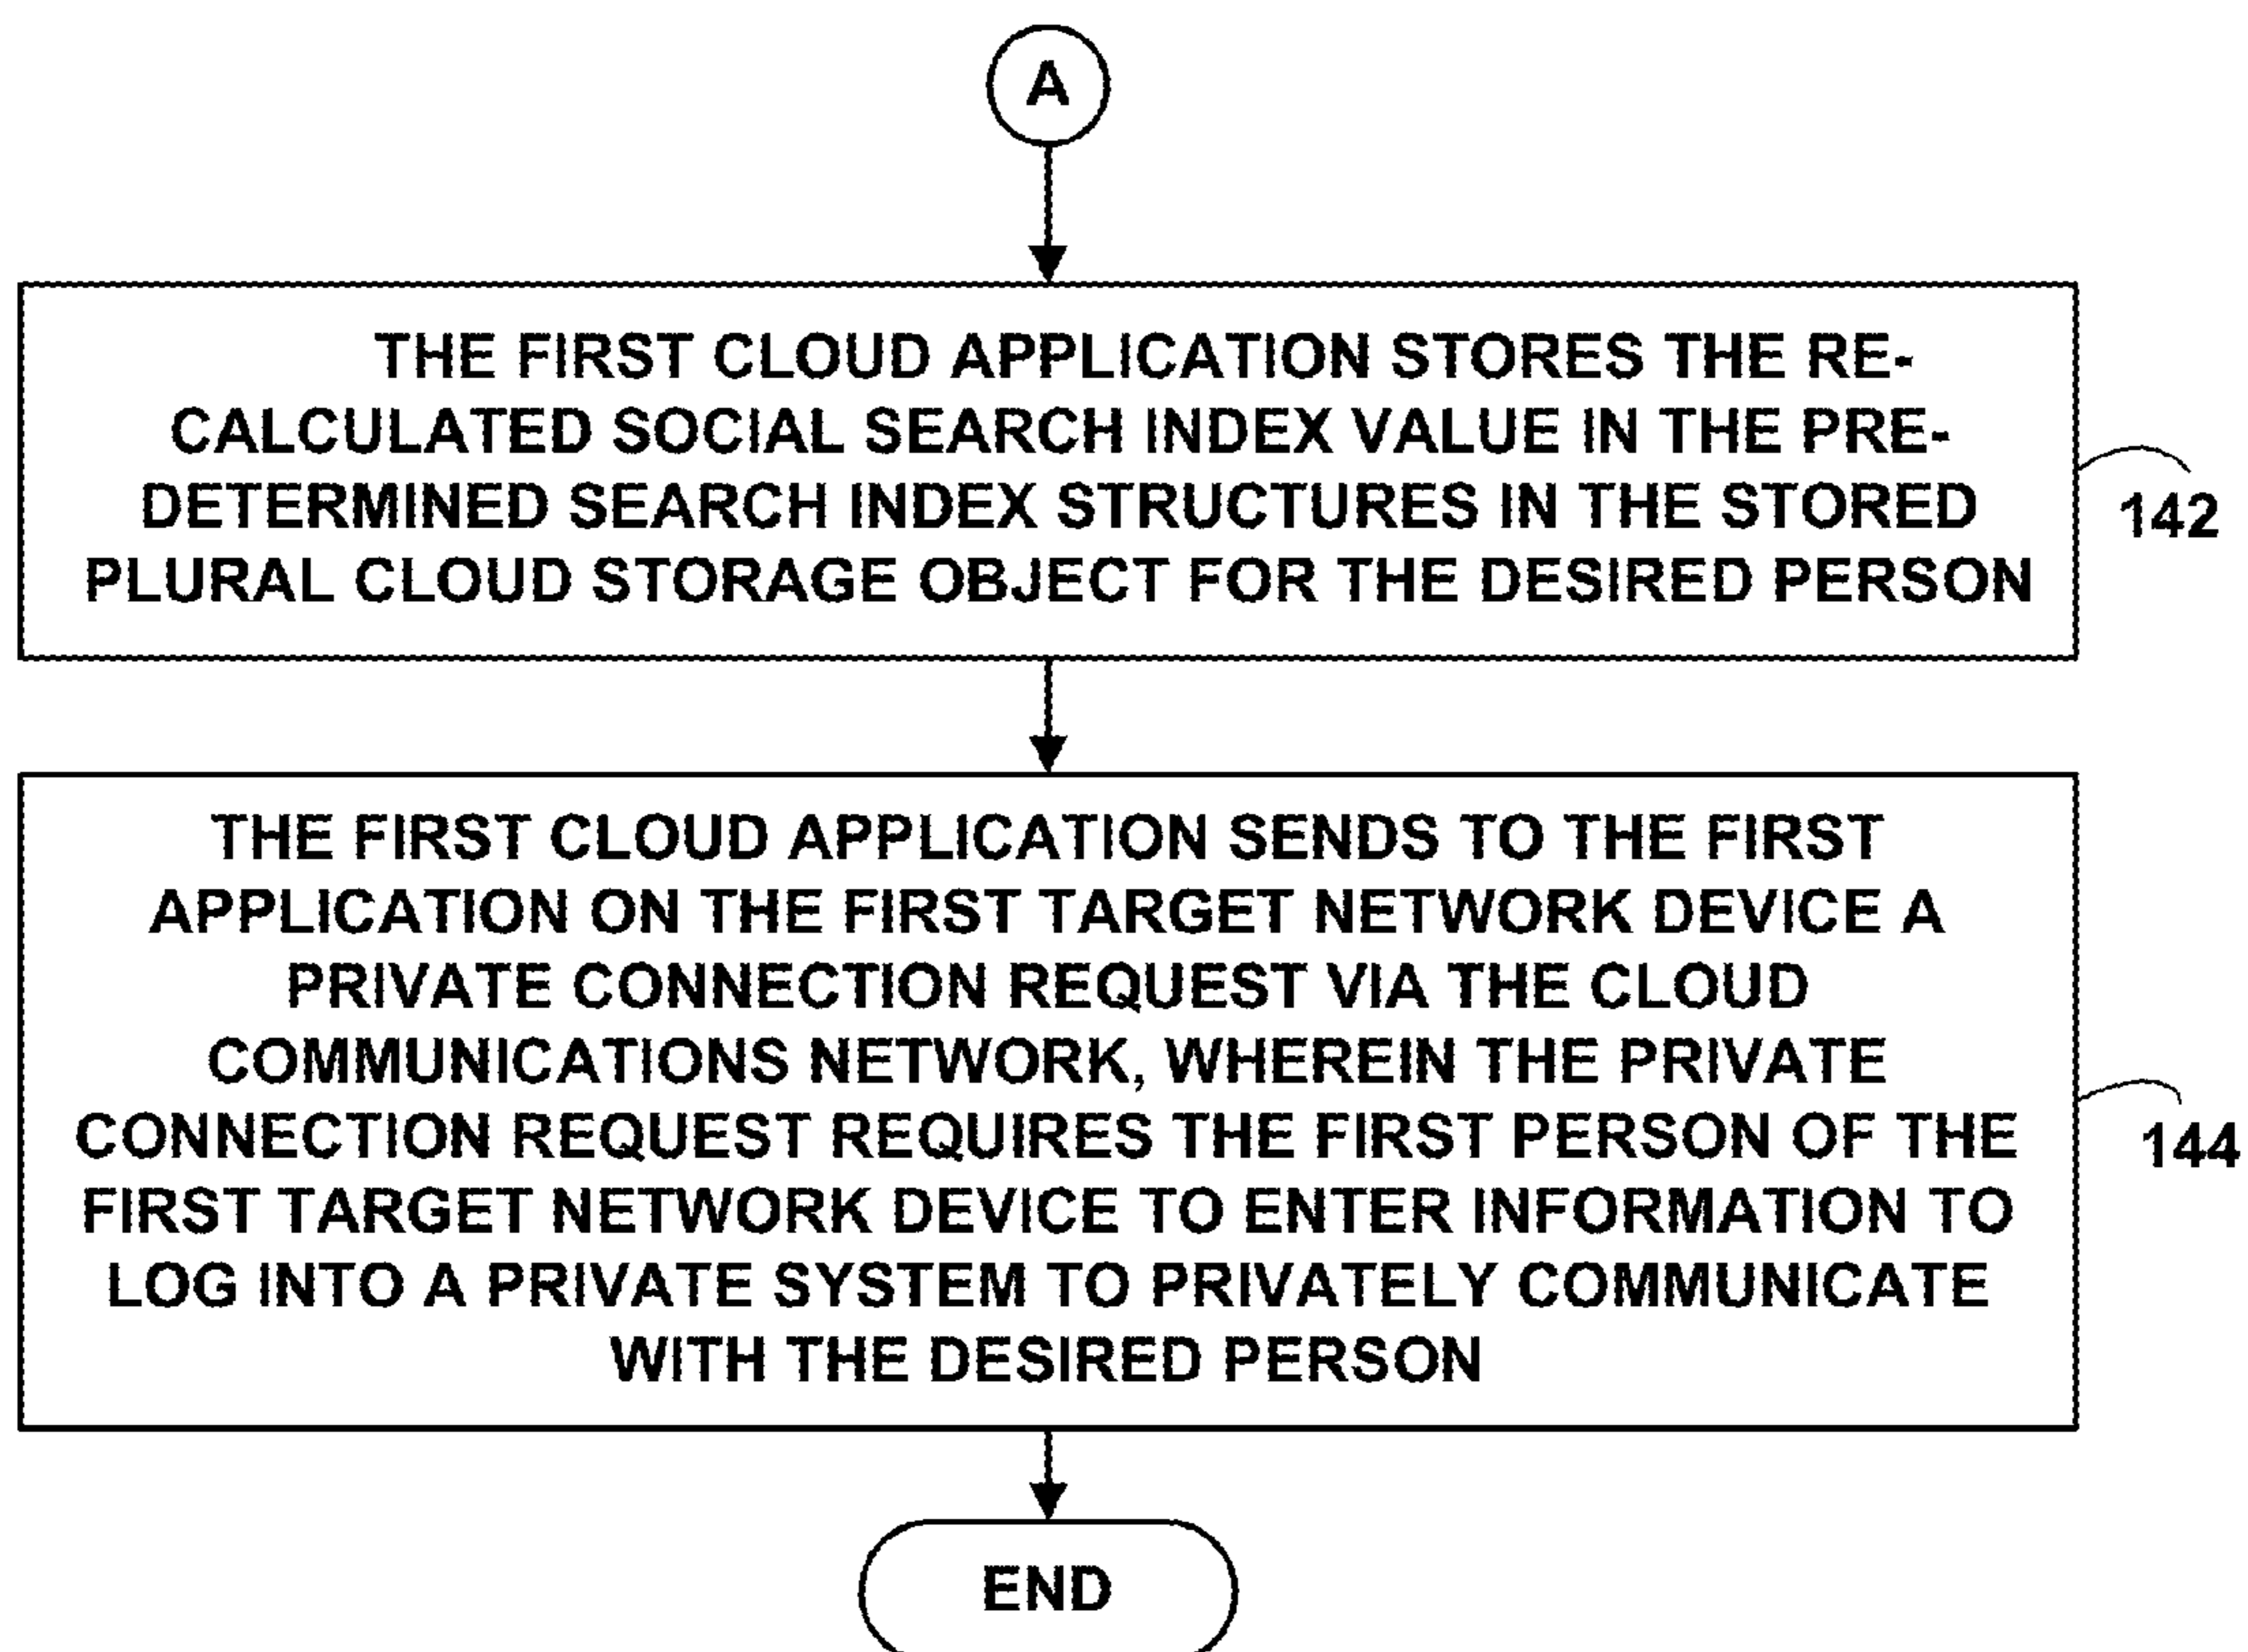 A
THE FIRST CLOUD APPLICATION STORES THE RE-
CALCULATED SOCIAL SEARCH INDEX VALUE IN THE PRE-
DETERMINED SEARCH INDEX STRUCTURES IN THE STORED
PLURAL CLOUD STORAGE OBJECT FOR THE DESIRED PERSON
142
THE FIRST CLOUD APPLICATION SENDS TO THE FIRST
APPLICATION ON THE FIRST TARGET NETWORK DEVICE A
PRIVATE CONNECTION REQUEST VIA THE CLOUD
COMMUNICATIONS NETWORK, WHEREIN THE PRIVATE
CONNECTION REQUEST REQUIRES THE FIRST PERSON OF THE
FIRST TARGET NETWORK DEVICE TO ENTER INFORMATION TO
LOG INTO A PRIVATE SYSTEM TO PRIVATELY COMMUNICATE
WITH THE DESIRED PERSON
144
END